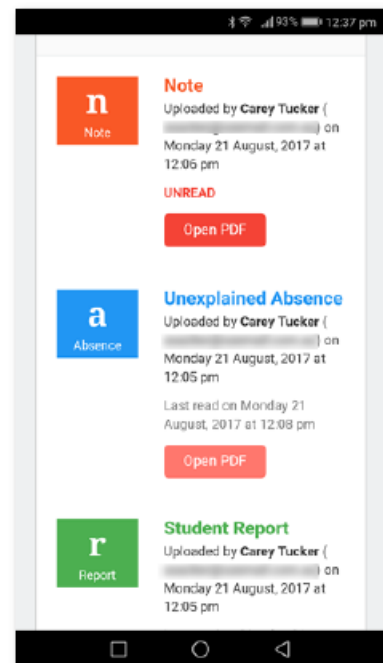 93% 12:37 pm
n
Note
Note
Uploaded by Carey Tucker (
) on
Monday 21 August, 2017 at
12:06 pm
UNREAD
Open PDF
a
Absence
Unexplained Absence
Uploaded by Carey Tucker (
) on
Monday 21 August, 2017 at
12:05 pm
Last read on Monday 21
August, 2017 at 12:08 pm
Open PDF
r
Report
Student Report
Uploaded by Carey Tucker (
) on
Monday 21 August, 2017 at
12:05 pm